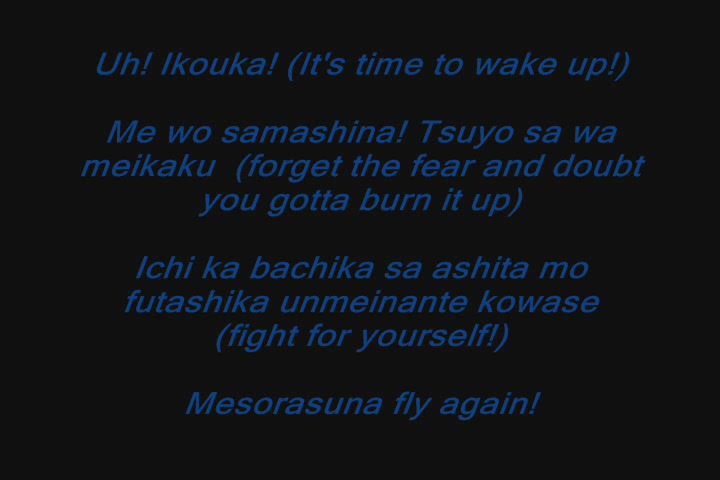 Uh! Ikouka! (It's time to wake up!)
Me wo samashina! Tsuyo sa wa
meikaku (forget the fear and doubt
you gotta burn it up)
Ichi ka bachika sa ashita mo
futashika unmeinante kowase
(fight for yourself!)
Mesorasuna fly again!